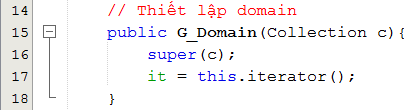 14 // Thiết lập domain
15 public G_Domain(Collection c){
16 super(c);
17 it = this.iterator();
18 }